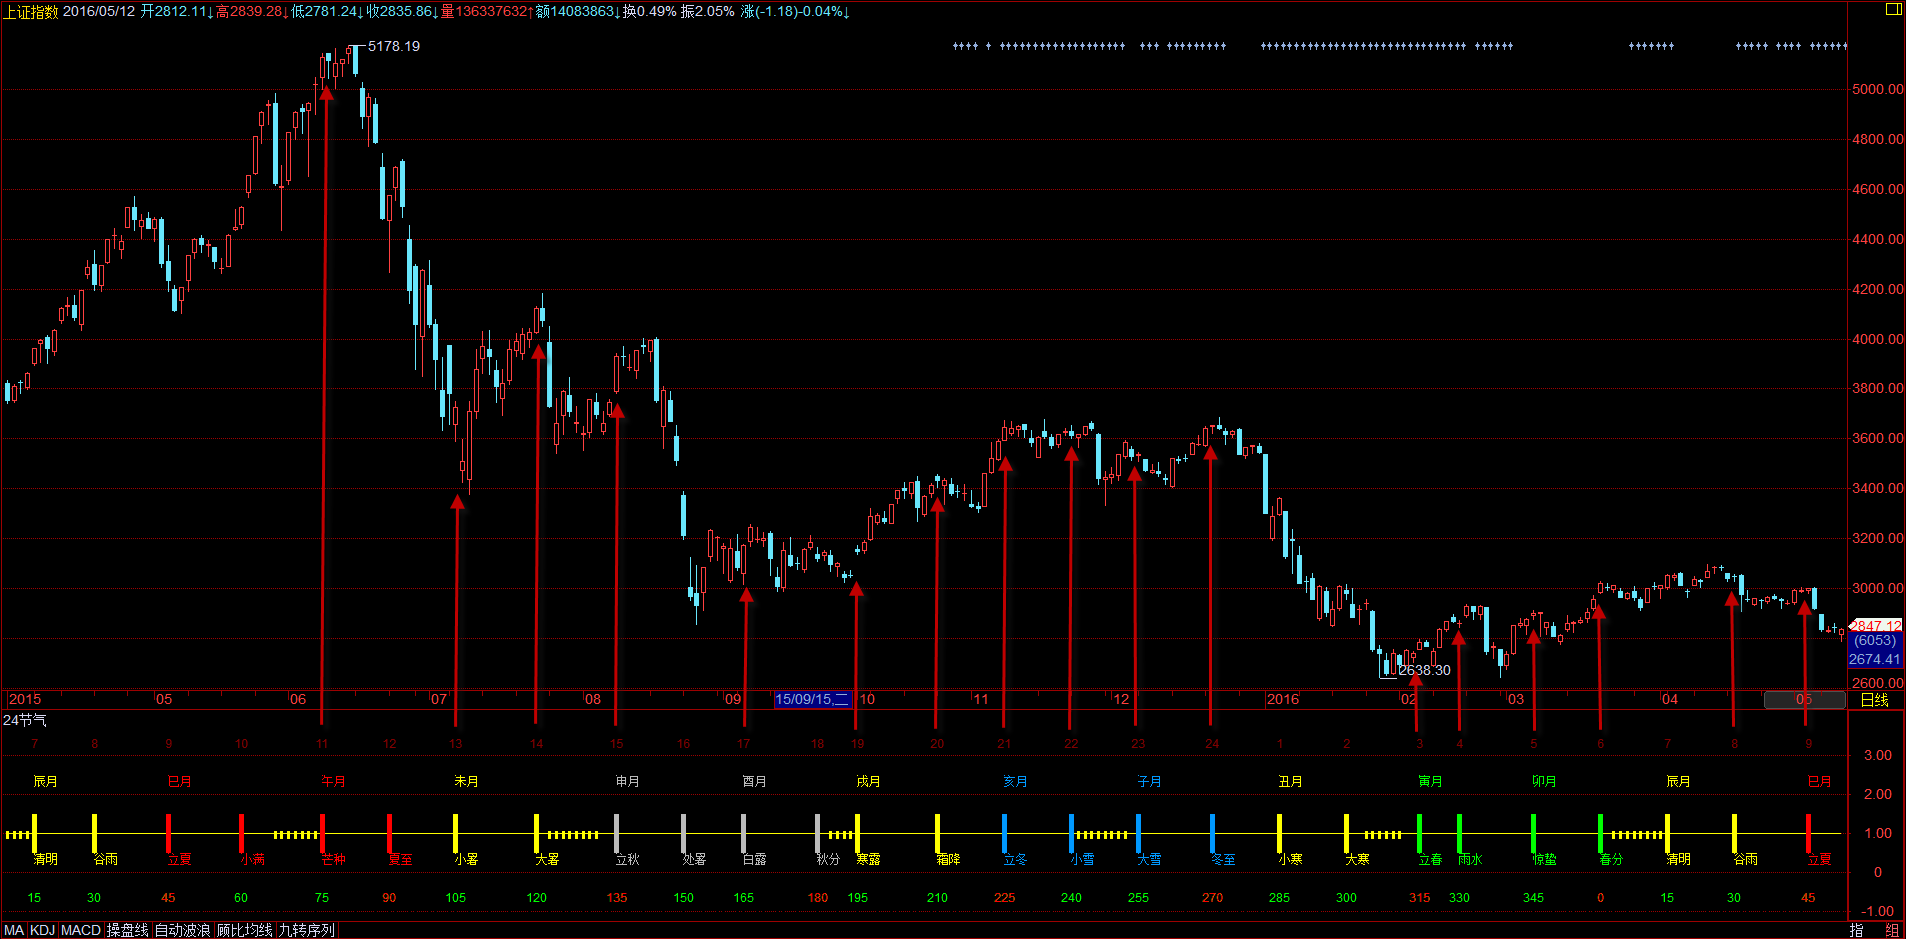 上证指数 2016/05/12 开2812.11↓高2839.28↓低2781.24↓收2835.86↓量136337632↑额14083863↓换0.49% 振2.05% 涨(-1.18)-0.04%↓
5178.19
5000.00
4800.00
4600.00
4400.00
4200.00
4000.00
3800.00
3600.00
3400.00
3200.00
3000.00
2847.12
(6053)
2674.41
2638.30
2600.00
2015 05 06 07 08 09 15/09/15,二 10 11 12 2016 02 03 04 05 日线
24节气
7 8 9 10 11 12 13 14 15 16 17 18 19 20 21 22 23 24 1 2 3 4 5 6 7 8 9
3.00
辰月 巳月 午月 未月 申月 酉月 戌月 亥月 子月 丑月 寅月 卯月 辰月 巳月
2.00
1.00
清明 谷雨 立夏 小满 芒种 夏至 小暑 大暑 立秋 处暑 白露 秋分 寒露 霜降 立冬 小雪 大雪 冬至 小寒 大寒 立春 雨水 惊蛰 春分 清明 谷雨 立夏
0
15 30 45 60 75 90 105 120 135 150 165 180 195 210 225 240 255 270 285 300 315 330 345 0 15 30 45
-1.00
MA KDJ MACD 操盘线 自动波浪 顾比均线 九转序列 指 组